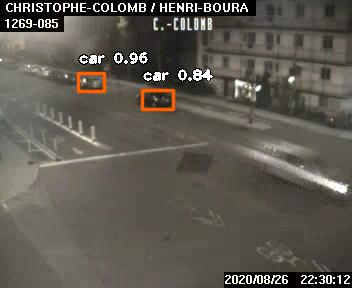 CHRISTOPHE-COLOMB / HENRI-BOURA
1269-085
C.-COLOMB
car 0.96
car 0.84
2020/08/26 22:30:12